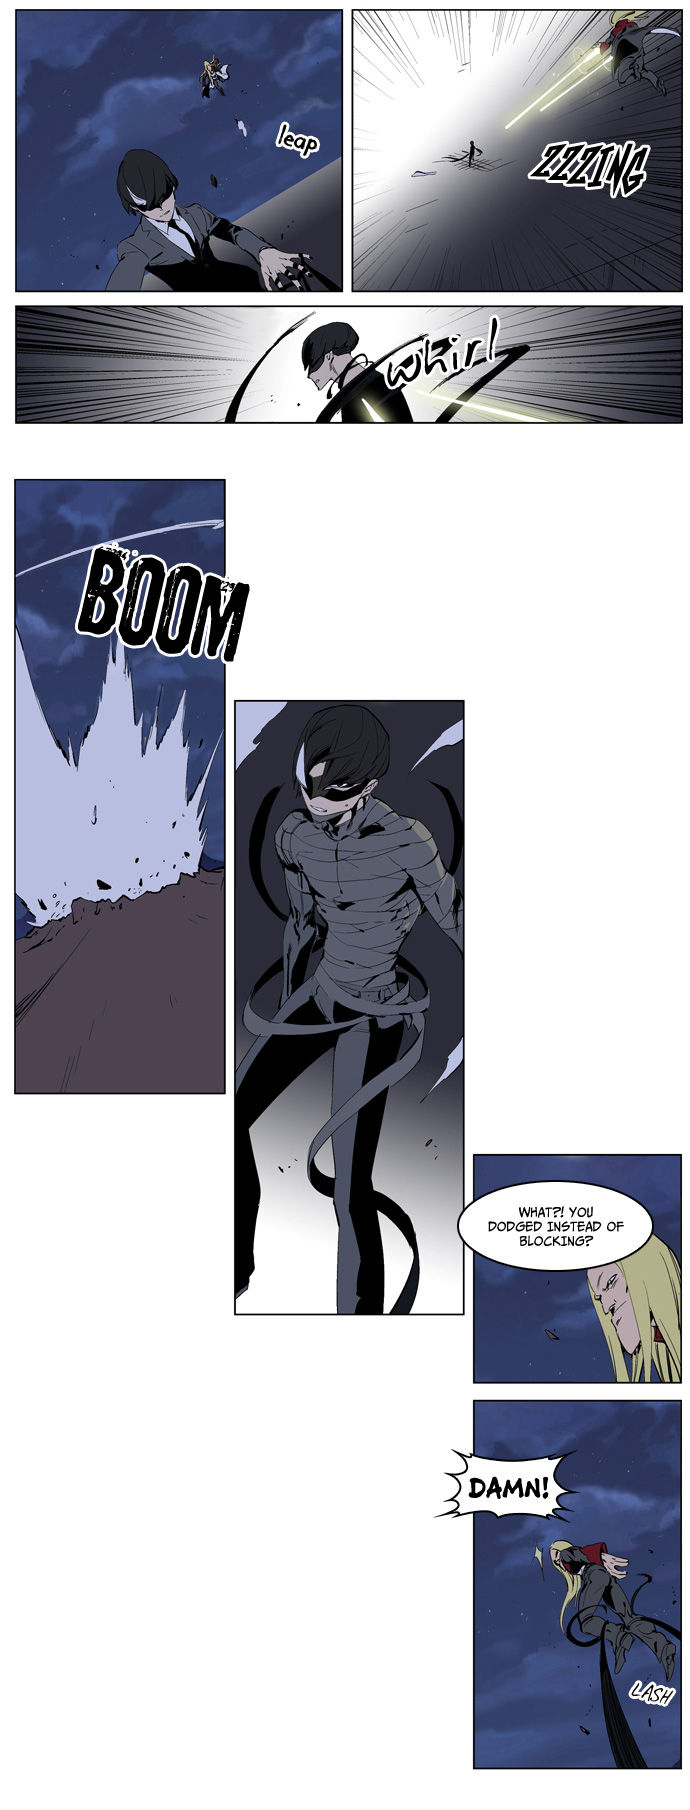 leap
ZZZING
whirl
BOOM
WHAT?! YOU
DODGED INSTEAD OF
BLOCKING?
DAMN!
LASH